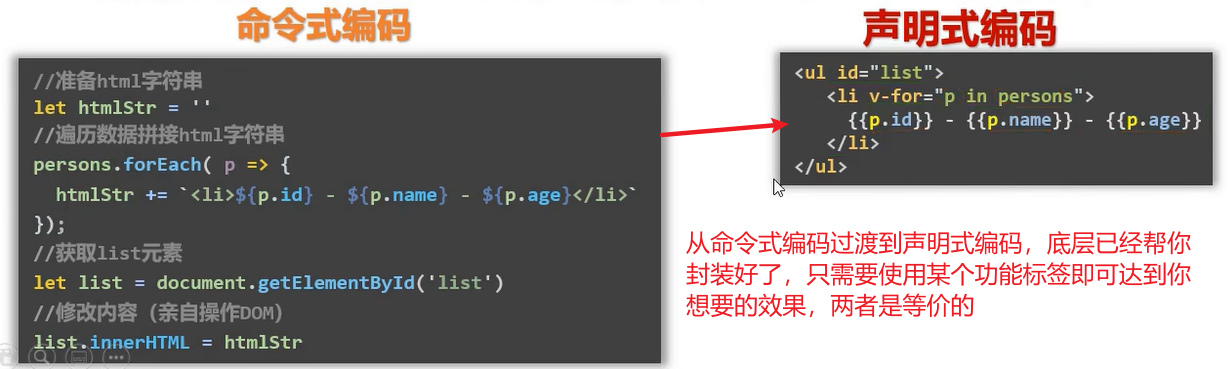 命令式编码
//准备html字符串
let htmlStr = ''
//遍历数据拼接html字符串
persons.forEach( p => {
htmlStr += `<li>${p.id} - ${p.name} - ${p.age}</li>`
});
//获取list元素
let list = document.getElementById('list')
//修改内容（亲自操作DOM）
list.innerHTML = htmlStr
声明式编码
<ul id="list">
<li v-for="p in persons">
{{p.id}} - {{p.name}} - {{p.age}}
</li>
</ul>
从命令式编码过渡到声明式编码，底层已经帮你
封装好了，只需要使用某个功能标签即可达到你
想要的效果，两者是等价的